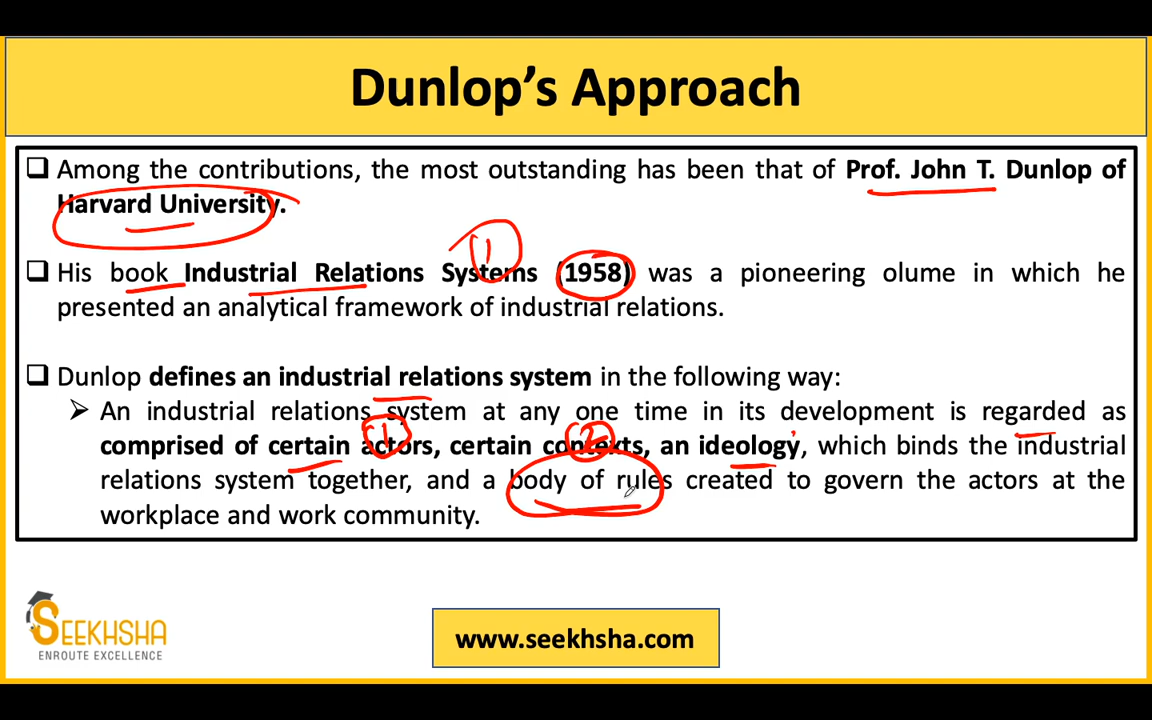 Dunlop’s Approach
❑ Among the contributions, the most outstanding has been that of Prof. John T. Dunlop of
Harvard University.
1
❑ His book Industrial Relations Systems (1958) was a pioneering olume in which he
presented an analytical framework of industrial relations.
❑ Dunlop defines an industrial relations system in the following way:
➢ An industrial relations system at any one time in its development is regarded as
1 2
comprised of certain actors, certain contexts, an ideology, which binds the industrial
relations system together, and a body of rules created to govern the actors at the
workplace and work community.
SEEKHSHA
ENROUTE EXCELLENCE
www.seekhsha.com